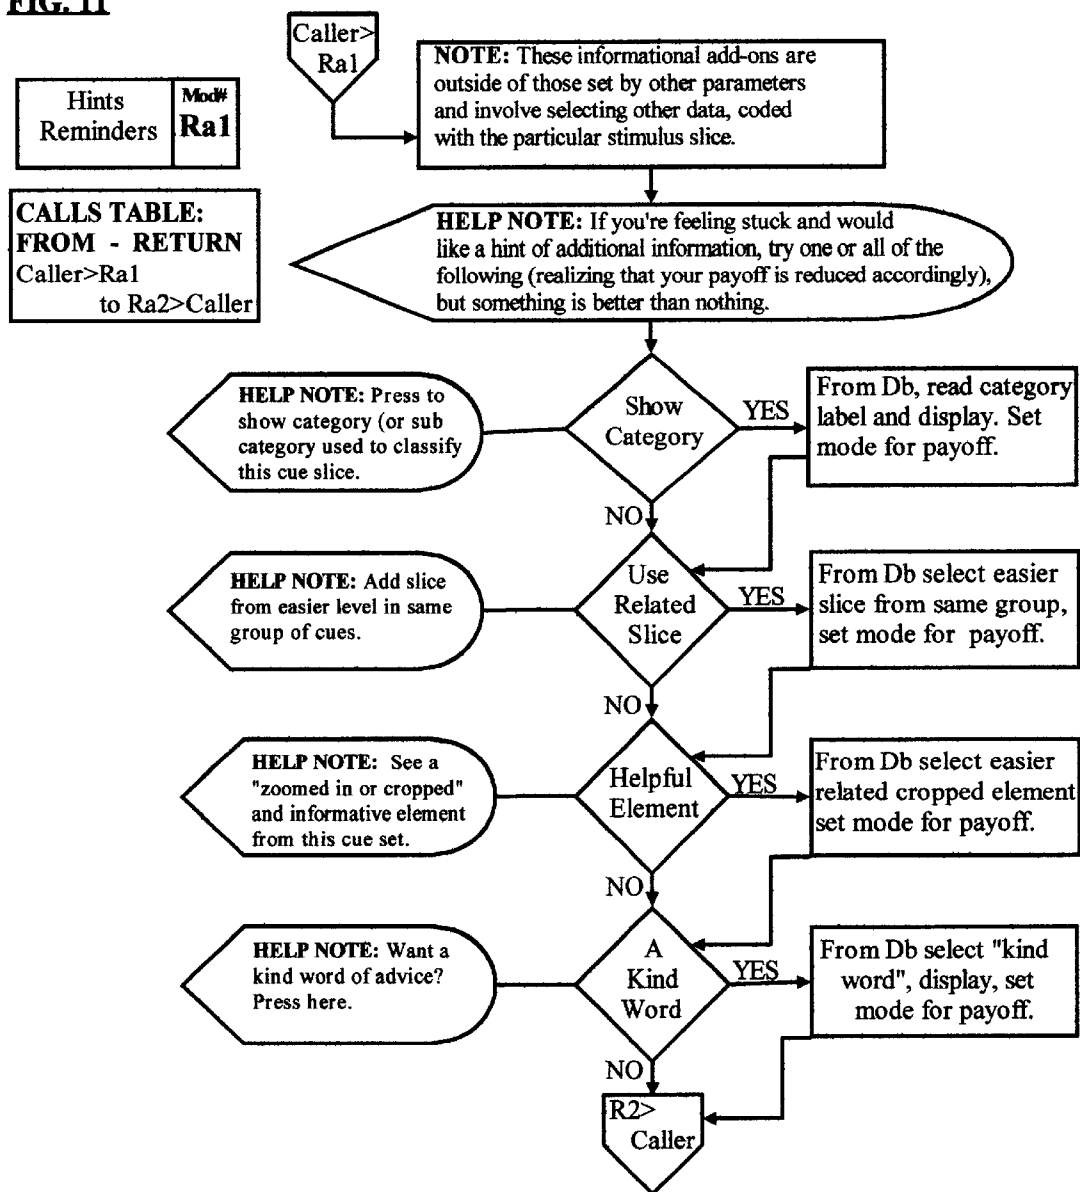 FIG. 11
Caller>
Ra1
Hints
Reminders
Mod#
Ra1
NOTE: These informational add-ons are
outside of those set by other parameters
and involve selecting other data, coded
with the particular stimulus slice.
CALLS TABLE:
FROM - RETURN
Caller>Ra1
to Ra2>Caller
HELP NOTE: If you're feeling stuck and would
like a hint of additional information, try one or all of the
following (realizing that your payoff is reduced accordingly),
but something is better than nothing.
HELP NOTE: Press to
show category (or sub
category used to classify
this cue slice.
Show
Category
YES
From Db, read category
label and display. Set
mode for payoff.
NO
HELP NOTE: Add slice
from easier level in same
group of cues.
Use
Related
Slice
YES
From Db select easier
slice from same group,
set mode for payoff.
NO
HELP NOTE: See a
"zoomed in or cropped"
and informative element
from this cue set.
Helpful
Element
YES
From Db select easier
related cropped element
set mode for payoff.
NO
HELP NOTE: Want a
kind word of advice?
Press here.
A
Kind
Word
YES
From Db select "kind
word", display, set
mode for payoff.
NO
R2>
Caller